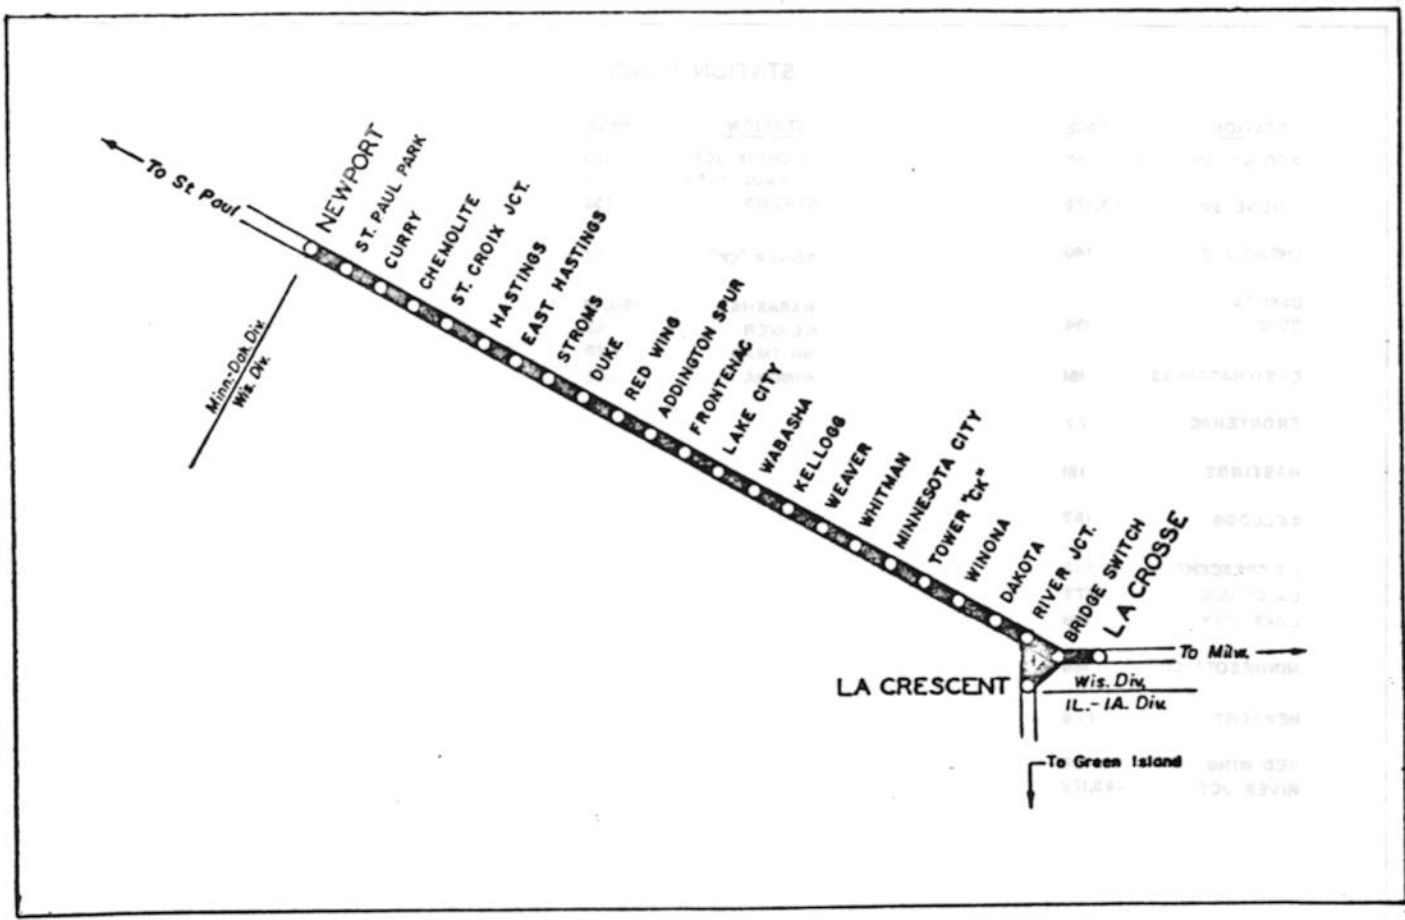 To St Paul
NEWPORT
ST. PAUL PARK
CURRY
CHEMOLITE
ST. CROIX JCT.
HASTINGS
EAST HASTINGS
STROMS
DUKE
RED WING
ADDINGTON SPUR
FRONTENAC
LAKE CITY
WABASHA
KELLOGG
WEAVER
WHITMAN
MINNESOTA CITY
TOWER "CK"
WINONA
DAKOTA
RIVER JCT.
BRIDGE SWITCH
LA CROSSE
Minn.-Dak. Div.
Wis. Div.
To Milw.
LA CRESCENT
Wis. Div.
IL.-IA. Div.
To Green Island